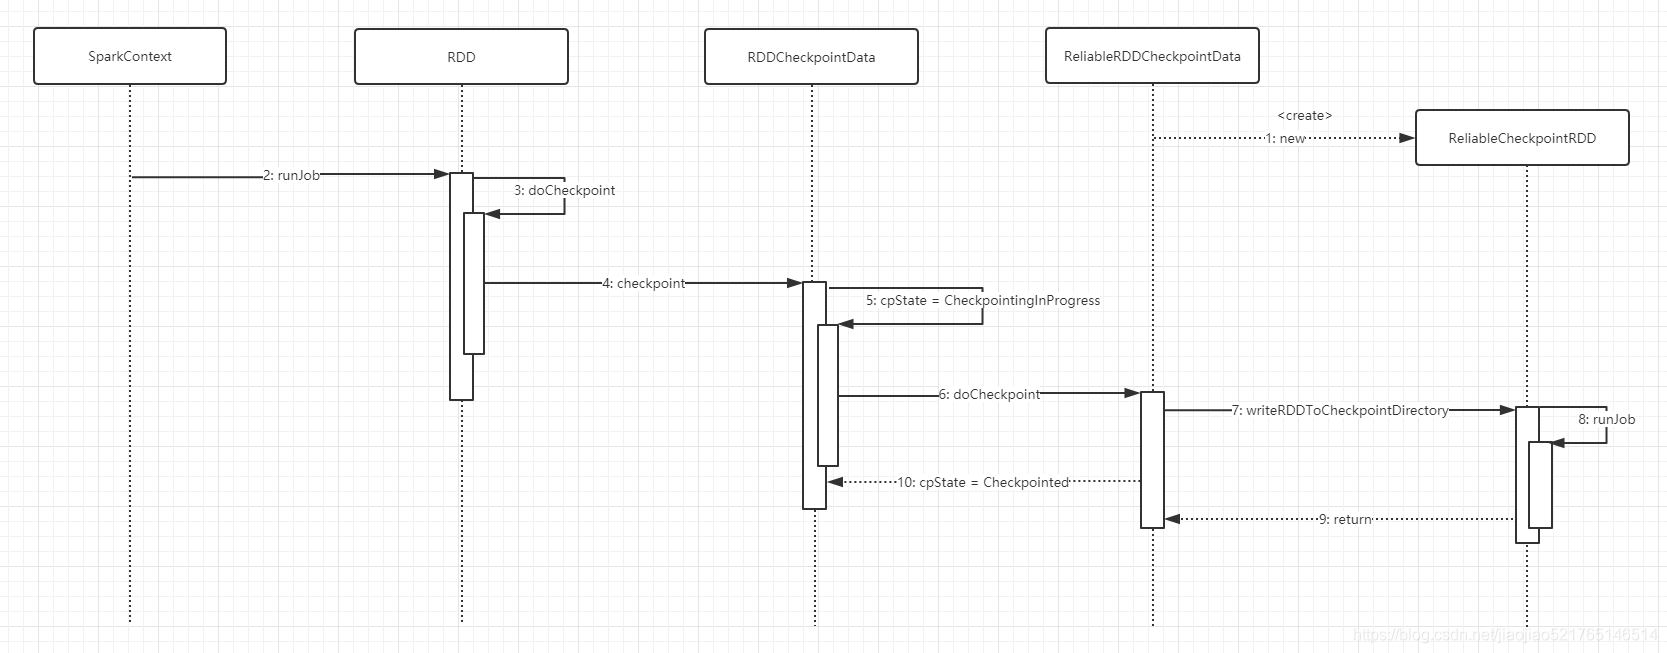 SparkContext
RDD
RDDCheckpointData
ReliableRDDCheckpointData
<create>
1: new
ReliableCheckpointRDD
2: runJob
3: doCheckpoint
4: checkpoint
5: cpState = CheckpointingInProgress
6: doCheckpoint
7: writeRDDToCheckpointDirectory
8: runJob
10: cpState = Checkpointed
9: return
https://blog.csdn.net/jiaojiao521765146514